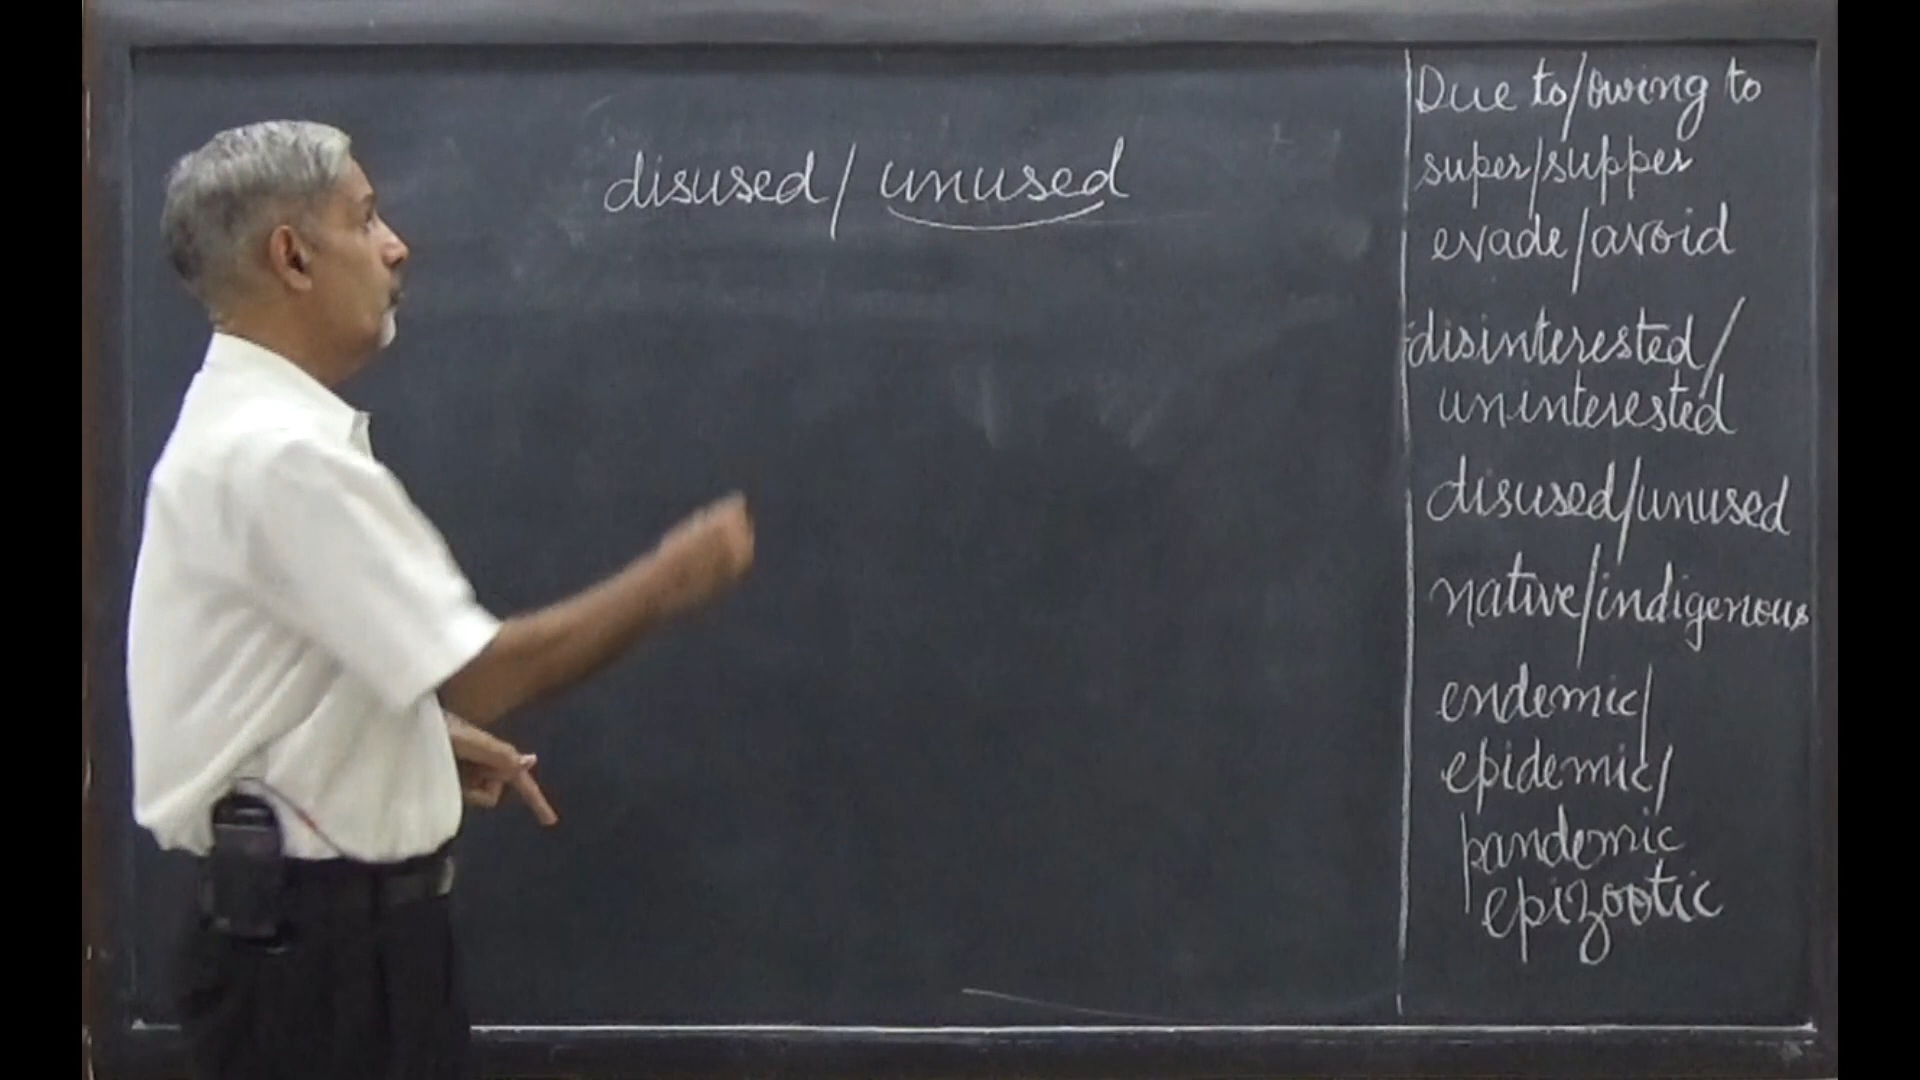 disused/unused
Due to/owing to
super/supper
evade/avoid
disinterested/
uninterested
disused/unused
native/indigenous
endemic/
epidemic/
pandemic
epizootic